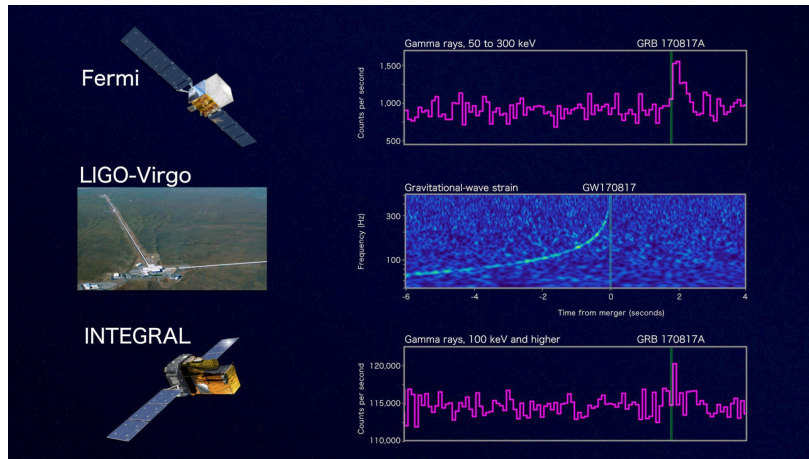 Fermi
Gamma rays, 50 to 300 keV GRB 170817A
Counts per second
1,500
1,000
500
LIGO-Virgo
Gravitational-wave strain GW170817
Frequency (Hz)
300
100
-6 -4 -2 0 2 4
Time from merger (seconds)
INTEGRAL
Gamma rays, 100 keV and higher GRB 170817A
Counts per second
120,000
115,000
110,000